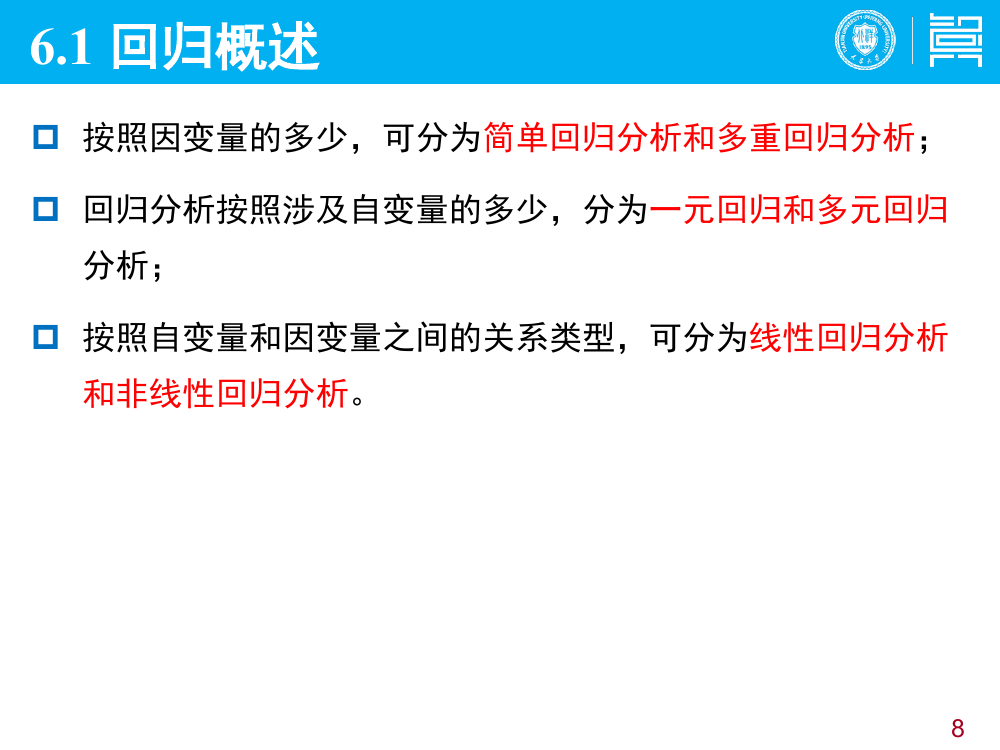 6.1 回归概述
按照因变量的多少，可分为简单回归分析和多重回归分析；
回归分析按照涉及自变量的多少，分为一元回归和多元回归
分析；
按照自变量和因变量之间的关系类型，可分为线性回归分析
和非线性回归分析。
8